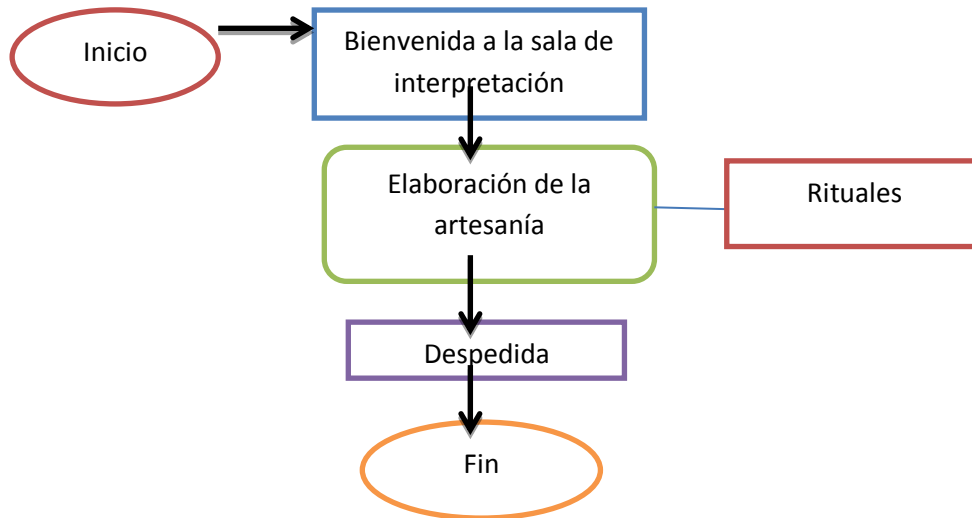 Inicio
Bienvenida a la sala de
interpretación
Elaboración de la
artesanía
Rituales
Despedida
Fin